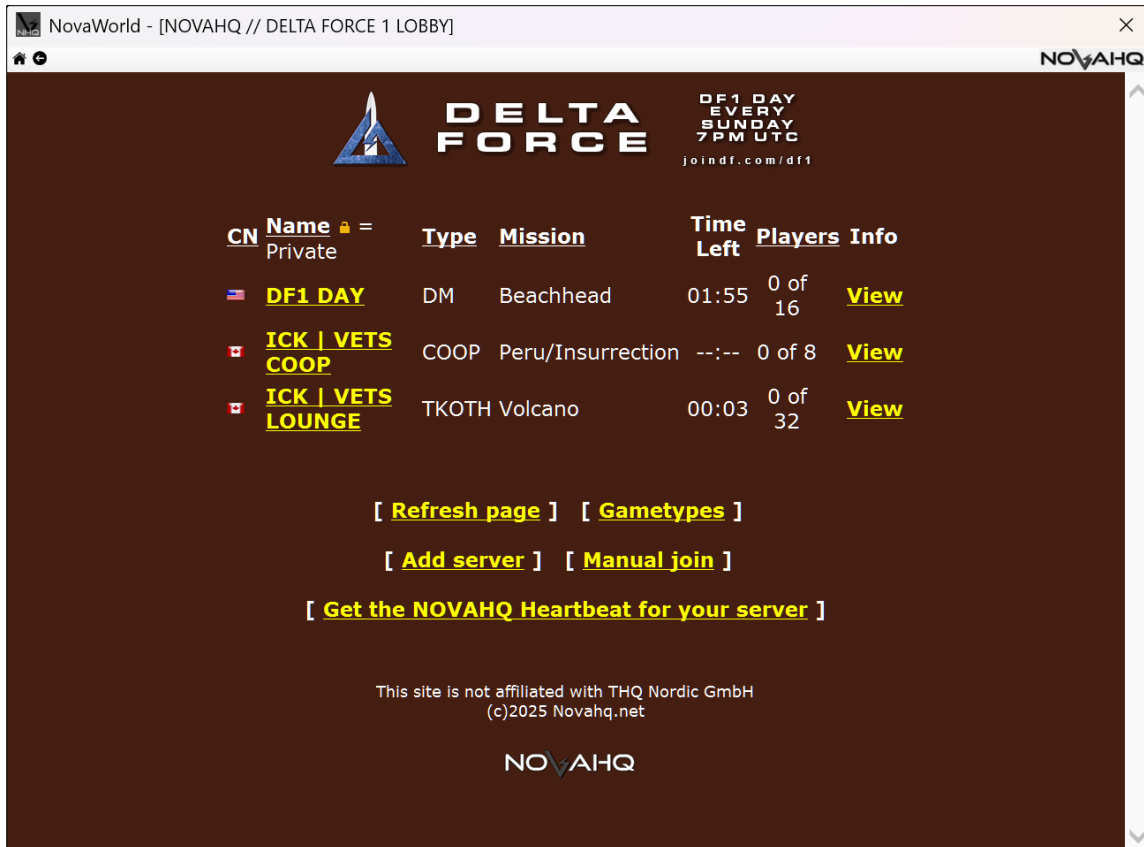 NovaWorld - [NOVAHQ // DELTA FORCE 1 LOBBY]
NOVAHQ
DELTA FORCE
DF1 DAY
EVERY
SUNDAY
7PM UTC
joindf.com/df1
CN Name = Private Type Mission Time Left Players Info
DF1 DAY DM Beachhead 01:55 0 of 16 View
ICK | VETS COOP COOP Peru/Insurrection --:-- 0 of 8 View
ICK | VETS LOUNGE TKOTH Volcano 00:03 0 of 32 View
[ Refresh page ] [ Gametypes ]
[ Add server ] [ Manual join ]
[ Get the NOVAHQ Heartbeat for your server ]
This site is not affiliated with THQ Nordic GmbH
(c)2025 Novahq.net
NOVAHQ